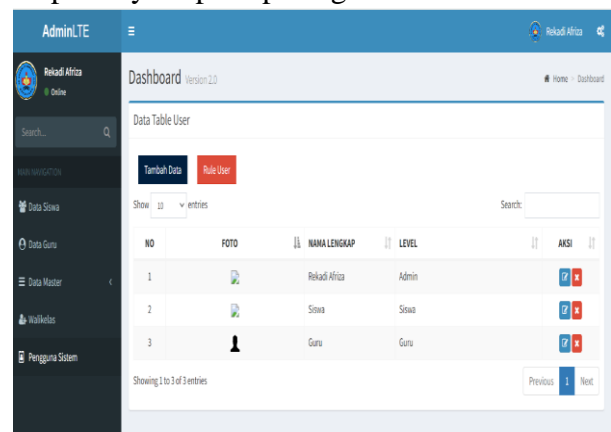 AdminLTE
Rekadi Afriza
Rekadi Afriza
Online
Dashboard Version 2.0
Home > Dashboard
Search...
MAIN NAVIGATION
Data Siswa
Data Guru
Data Master
Walikelas
Pengguna Sistem
Data Table User
Tambah Data
Rule User
Show 10 entries
Search:
NO FOTO NAMA LENGKAP LEVEL AKSI
1 Rekadi Afriza Admin
2 Siswa Siswa
3 Guru Guru
Showing 1 to 3 of 3 entries
Previous 1 Next